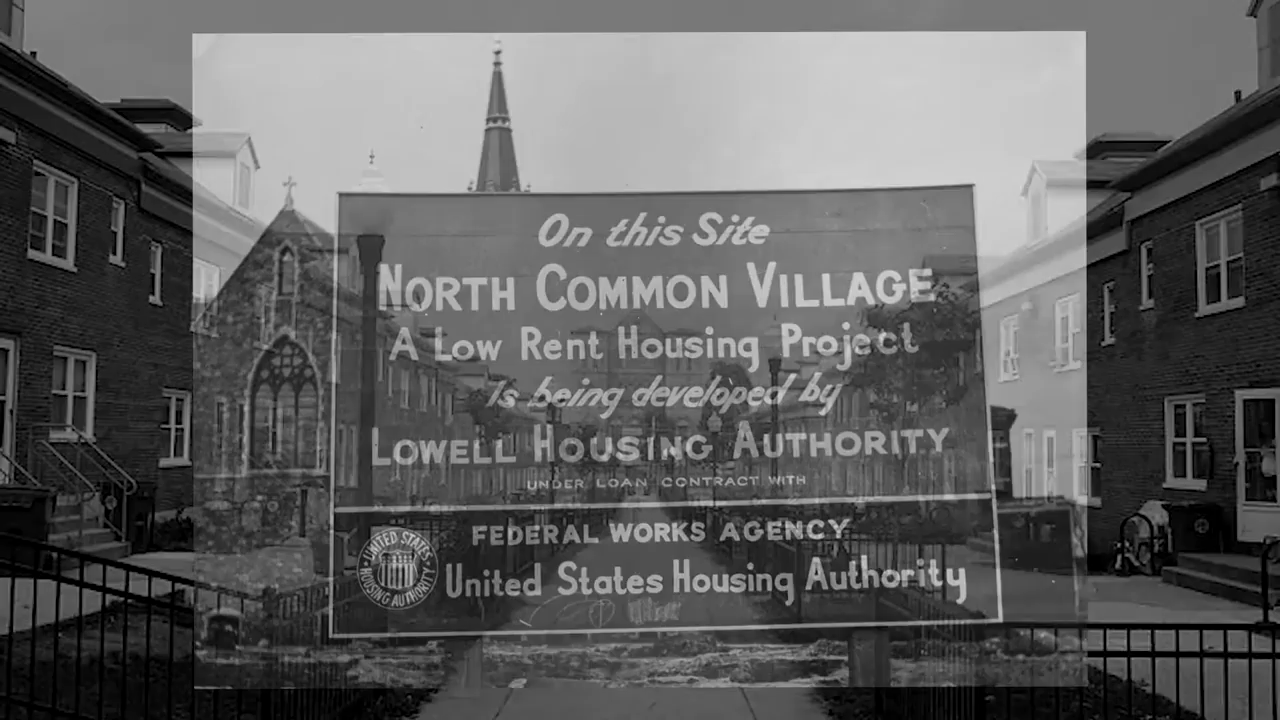 On this Site
NORTH COMMON VILLAGE
A Low Rent Housing Project
Is being developed by
LOWELL HOUSING AUTHORITY
UNDER LOAN CONTRACT WITH
FEDERAL WORKS AGENCY
UNITED STATES
HOUSING AUTHORITY
United States Housing Authority